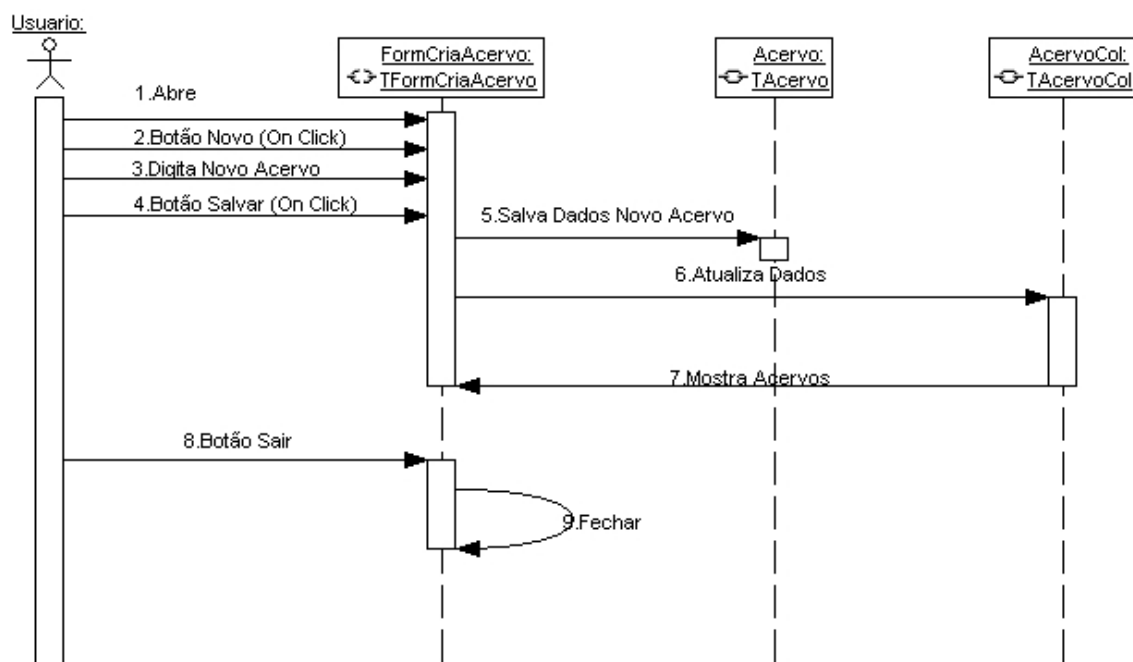 Usuario:
FormCriaAcervo:
TFormCriaAcervo
Acervo:
TAcervo
AcervoCol:
TAcervoCol
1.Abre
2.Botão Novo (On Click)
3.Digita Novo Acervo
4.Botão Salvar (On Click)
5.Salva Dados Novo Acervo
6.Atualiza Dados
7.Mostra Acervos
8.Botão Sair
9.Fechar